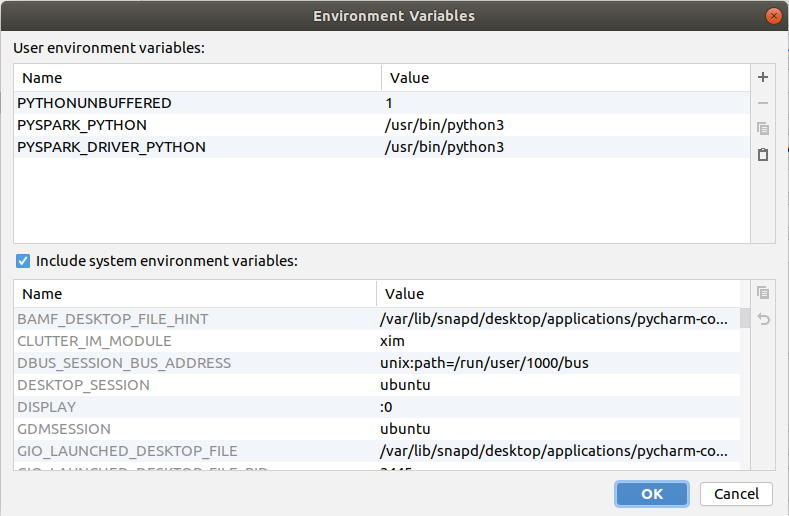 Environment Variables
User environment variables:
Name Value
PYTHONUNBUFFERED 1
PYSPARK_PYTHON /usr/bin/python3
PYSPARK_DRIVER_PYTHON /usr/bin/python3
Include system environment variables:
Name Value
BAMF_DESKTOP_FILE_HINT /var/lib/snapd/desktop/applications/pycharm-co...
CLUTTER_IM_MODULE xim
DBUS_SESSION_BUS_ADDRESS unix:path=/run/user/1000/bus
DESKTOP_SESSION ubuntu
DISPLAY :0
GDMSESSION ubuntu
GIO_LAUNCHED_DESKTOP_FILE /var/lib/snapd/desktop/applications/pycharm-co...
GIO_LAUNCHED_DESKTOP_FILE_PID
OK Cancel